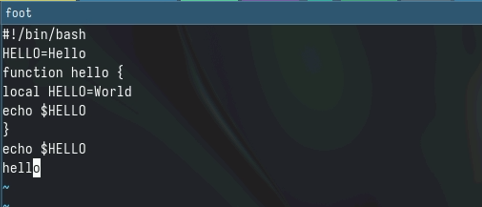 foot
#!/bin/bash
HELLO=Hello
function hello {
local HELLO=World
echo $HELLO
}
echo $HELLO
hello
~
~